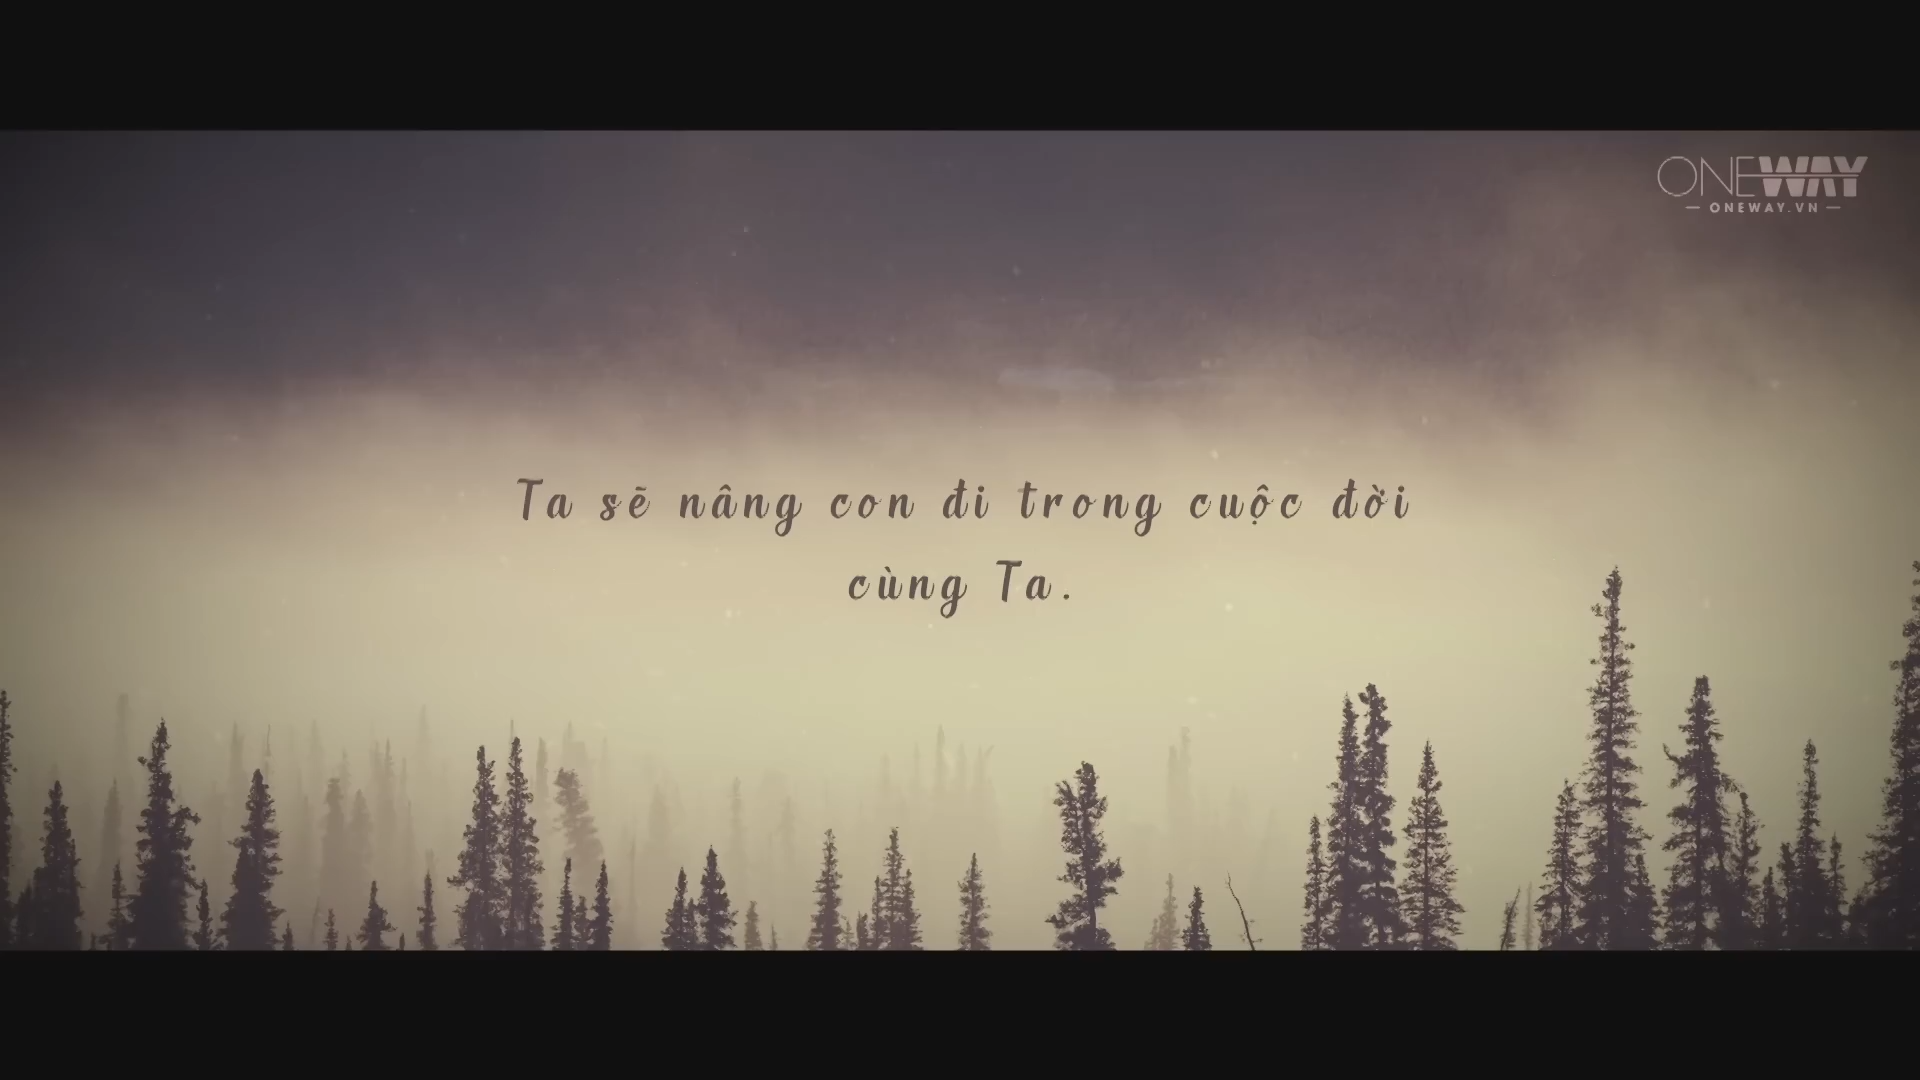 ONEWAY
ONEWAY.VN
Ta sẽ nâng con đi trong cuộc đời
cùng Ta.